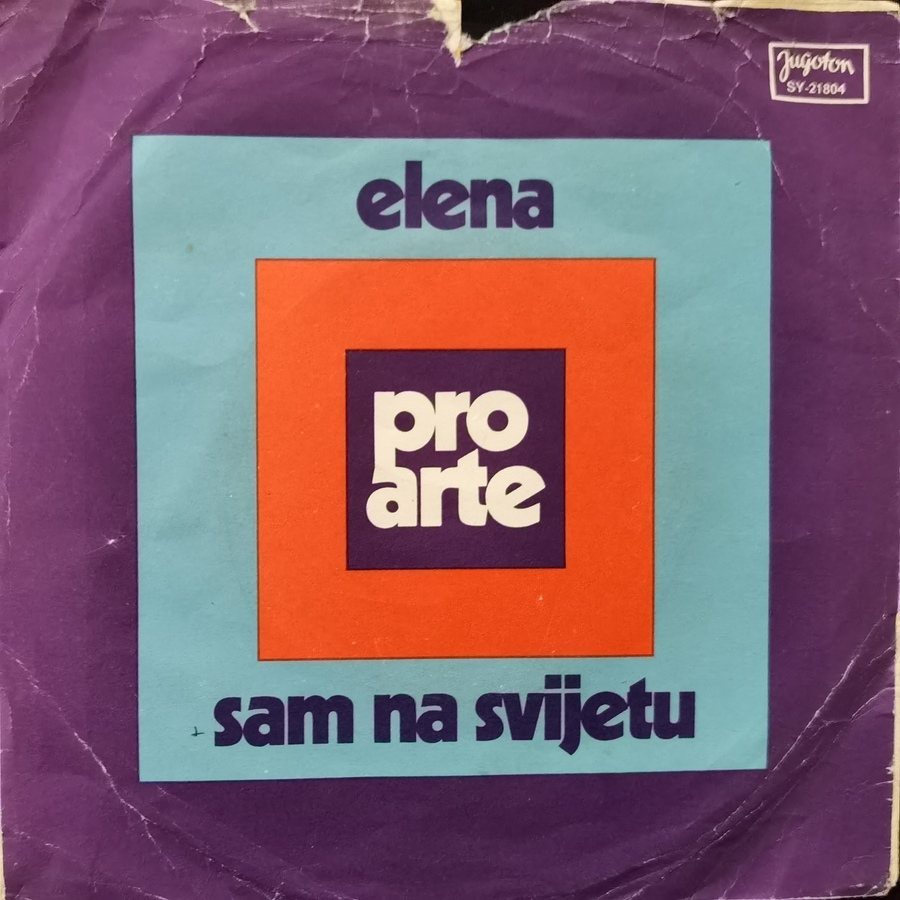 Jugoton
SY-21804
elena
pro
arte
sam na svijetu